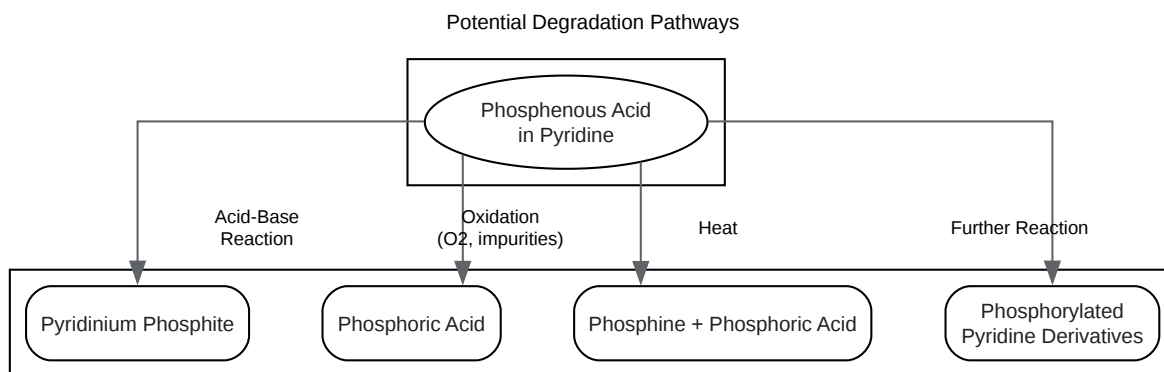 Potential Degradation Pathways
Phosphenous Acid
in Pyridine
Acid-Base
Reaction
Oxidation
(O2, impurities)
Heat
Further Reaction
Pyridinium Phosphite
Phosphoric Acid
Phosphine + Phosphoric Acid
Phosphorylated
Pyridine Derivatives